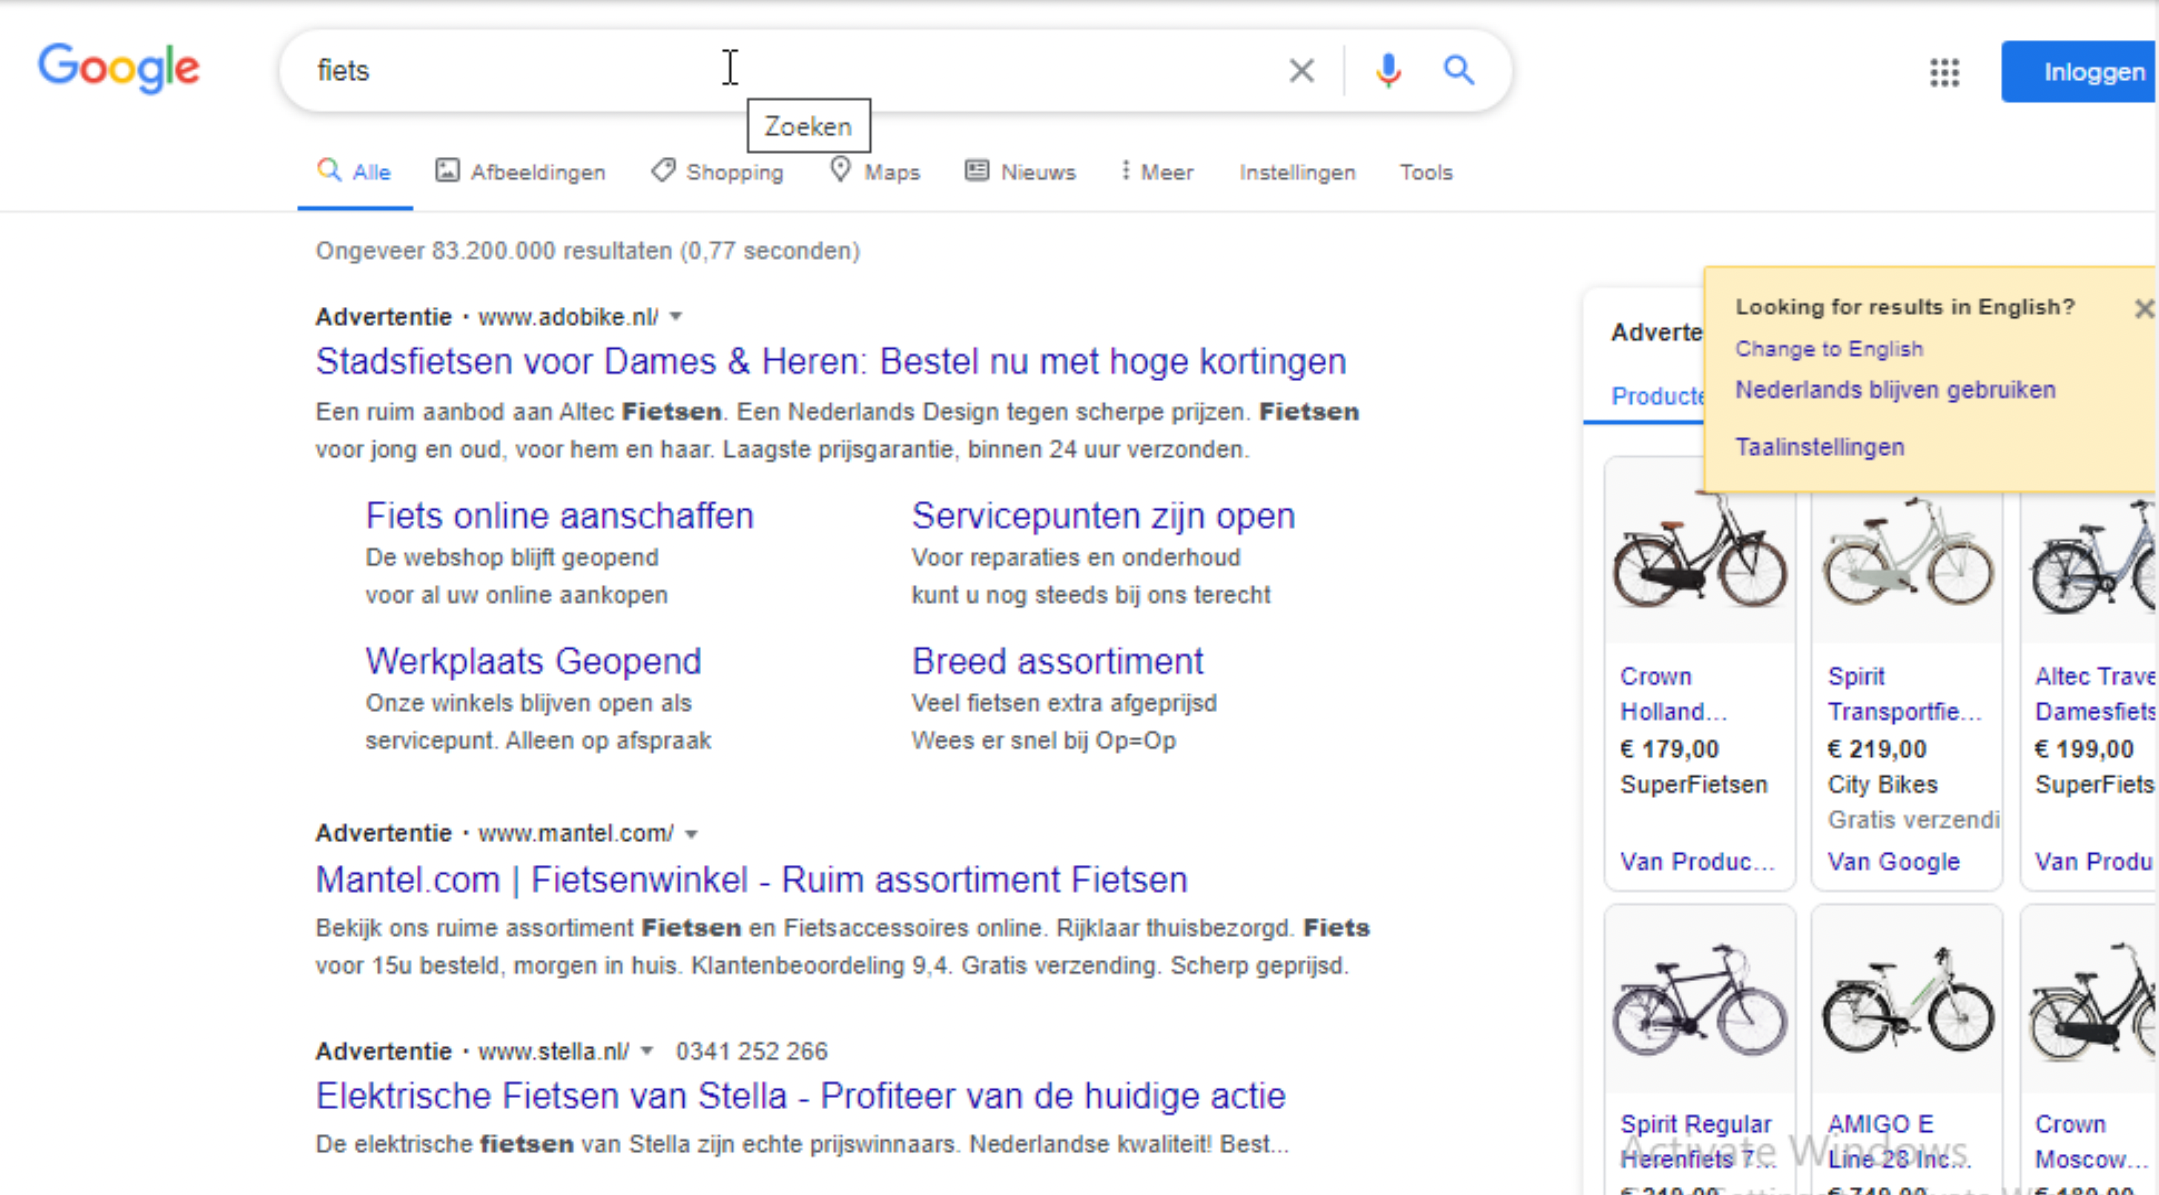 Google
fiets
Inloggen
Zoeken
Alle
Afbeeldingen
Shopping
Maps
Nieuws
Meer
Instellingen
Tools
Ongeveer 83.200.000 resultaten (0,77 seconden)
Advertentie · www.adobike.nl/
Stadsfietsen voor Dames & Heren: Bestel nu met hoge kortingen
Een ruim aanbod aan Altec Fietsen. Een Nederlands Design tegen scherpe prijzen. Fietsen
voor jong en oud, voor hem en haar. Laagste prijsgarantie, binnen 24 uur verzonden.
Fiets online aanschaffen
De webshop blijft geopend
voor al uw online aankopen
Servicepunten zijn open
Voor reparaties en onderhoud
kunt u nog steeds bij ons terecht
Werkplaats Geopend
Onze winkels blijven open als
servicepunt. Alleen op afspraak
Breed assortiment
Veel fietsen extra afgeprijsd
Wees er snel bij Op=Op
Advertentie · www.mantel.com/
Mantel.com | Fietsenwinkel - Ruim assortiment Fietsen
Bekijk ons ruime assortiment Fietsen en Fietsaccessoires online. Rijklaar thuisbezorgd. Fiets
voor 15u besteld, morgen in huis. Klantenbeoordeling 9,4. Gratis verzending. Scherp geprijsd.
Advertentie · www.stella.nl/ 0341 252 266
Elektrische Fietsen van Stella - Profiteer van de huidige actie
De elektrische fietsen van Stella zijn echte prijswinnaars. Nederlandse kwaliteit! Best...
Looking for results in English?
Change to English
Nederlands blijven gebruiken
Taalinstellingen
Adverte
Producte
Crown
Holland...
€ 179,00
SuperFietsen
Van Produc...
Spirit
Transportfie...
€ 219,00
City Bikes
Gratis verzendi
Van Google
Altec Trave
Damesfiets
€ 199,00
SuperFiets
Van Produ
Spirit Regular
Herenfiets 7...
AMIGO E
Line 28 Inc...
Crown
Moscow...
Activate Windows